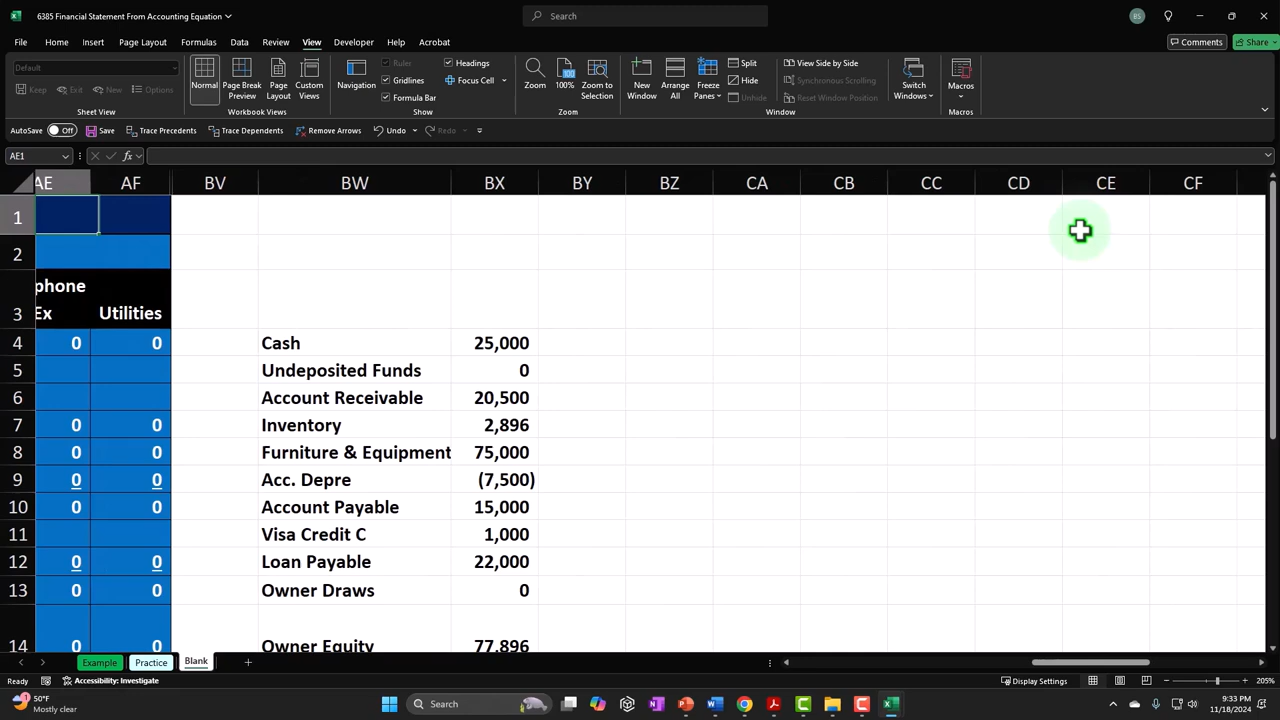 6385 Financial Statement From Accounting Equation
Search
BS
File Home Insert Page Layout Formulas Data Review View Developer Help Acrobat
Comments Share
Default
Keep Exit New Options
Sheet View
Normal Page Break Preview Page Layout Custom Views
Workbook Views
Navigation
Ruler Headings
Gridlines Focus Cell
Formula Bar
Show
Zoom 100% Zoom to Selection
Zoom
New Window Arrange All Freeze Panes
Split
Hide
Unhide
View Side by Side
Synchronous Scrolling
Reset Window Position
Switch Windows
Window
Macros
Macros
AutoSave Off Save Trace Precedents Trace Dependents Remove Arrows Undo Redo
AE1 fx
AE AF BV BW BX BY BZ CA CB CC CD CE CF
1
2
3 phone Ex Utilities
4 0 0 Cash 25,000
5 Undeposited Funds 0
6 Account Receivable 20,500
7 0 0 Inventory 2,896
8 0 0 Furniture & Equipment 75,000
9 0 0 Acc. Depre (7,500)
10 0 0 Account Payable 15,000
11 Visa Credit C 1,000
12 0 0 Loan Payable 22,000
13 0 0 Owner Draws 0
14 0 0 Owner Equity 77,896
Example Practice Blank
Ready Accessibility: Investigate Display Settings 205%
1
50°F
Mostly clear
Search
9:33 PM
11/18/2024